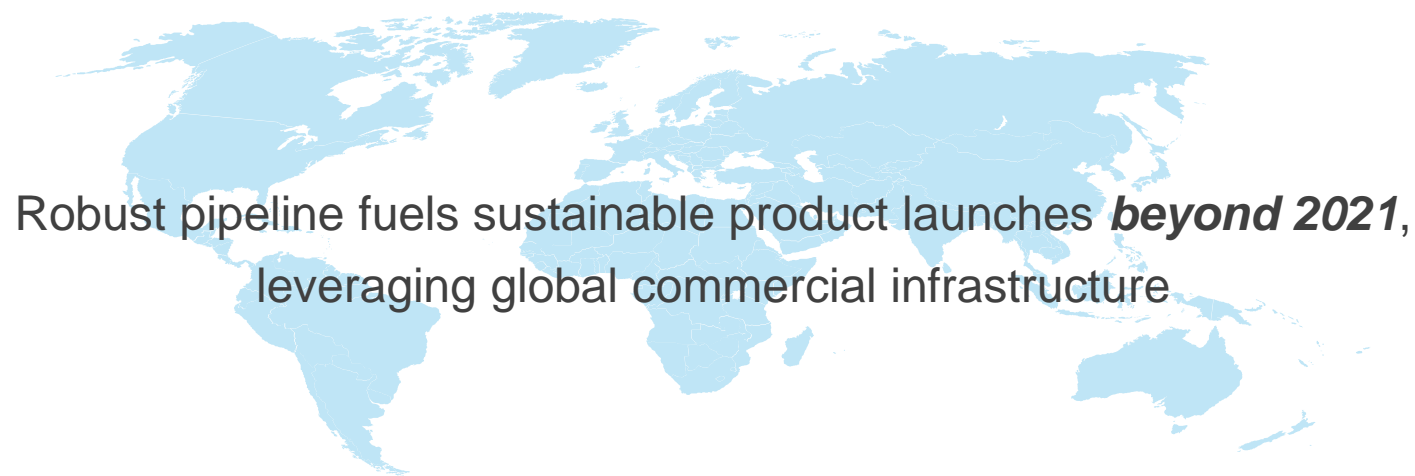 Robust pipeline fuels sustainable product launches beyond 2021,
leveraging global commercial infrastructure